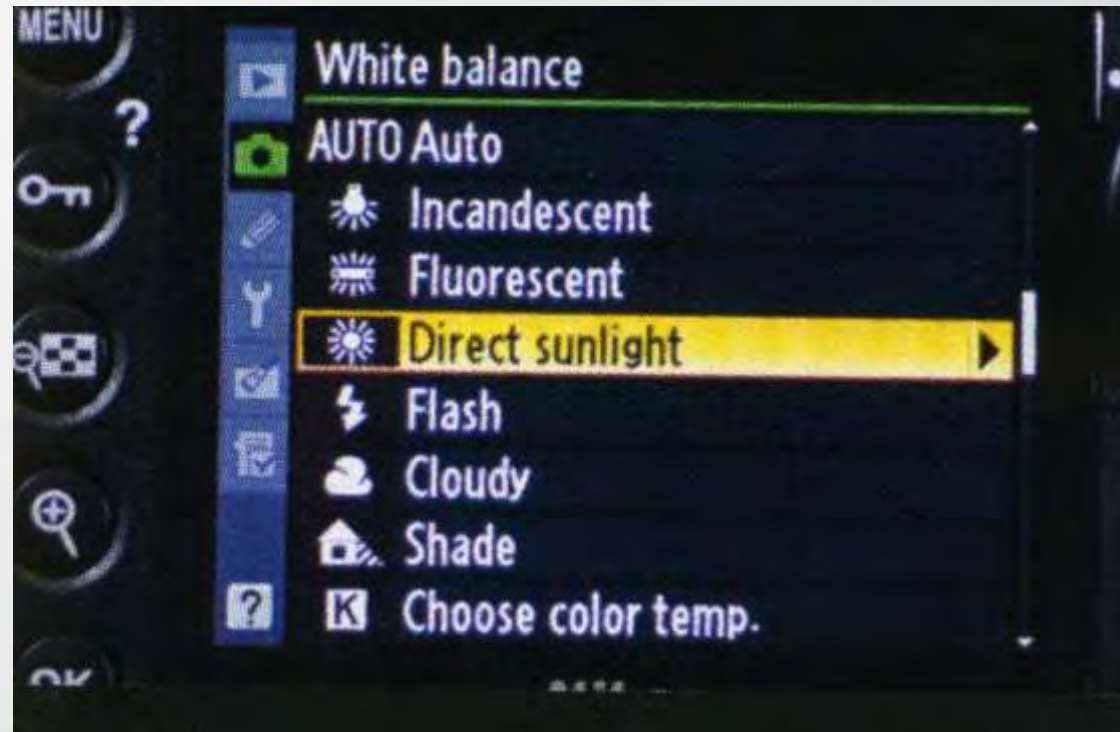 MENU
?
White balance
AUTO Auto
Incandescent
Fluorescent
Direct sunlight
Flash
Cloudy
Shade
K Choose color temp.
?
OK